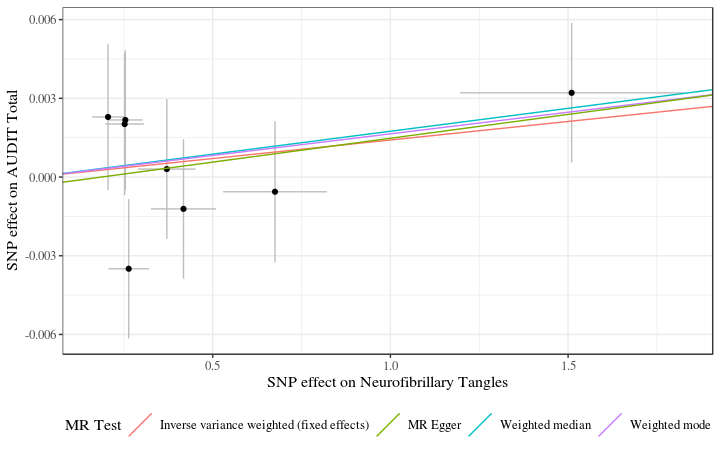 SNP effect on AUDIT Total
0.006
0.003
0.000
-0.003
-0.006
0.5
1.0
1.5
SNP effect on Neurofibrillary Tangles
MR Test
Inverse variance weighted (fixed effects)
MR Egger
Weighted median
Weighted mode